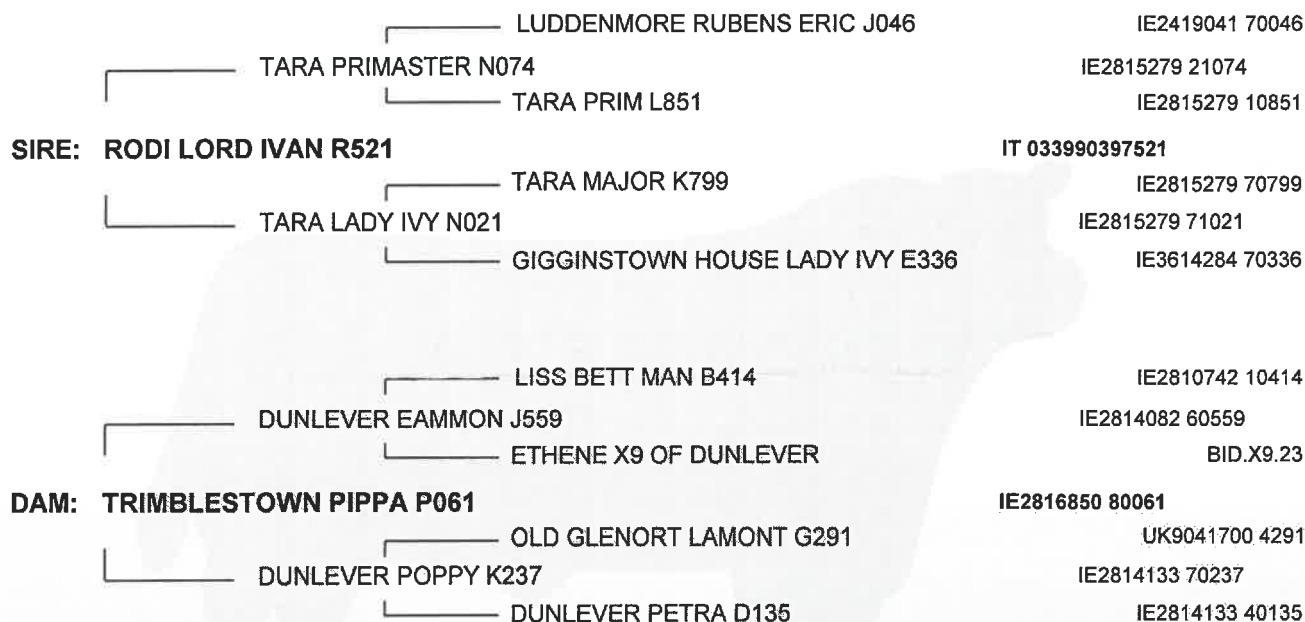 LUDDENMORE RUBENS ERIC J046 IE2419041 70046
TARA PRIMASTER N074 IE2815279 21074
TARA PRIM L851 IE2815279 10851
SIRE: RODI LORD IVAN R521 IT 033990397521
TARA MAJOR K799 IE2815279 70799
TARA LADY IVY N021 IE2815279 71021
GIGGINSTOWN HOUSE LADY IVY E336 IE3614284 70336
LISS BETT MAN B414 IE2810742 10414
DUNLEVER EAMMON J559 IE2814082 60559
ETHENE X9 OF DUNLEVER BID.X9.23
DAM: TRIMBLESTOWN PIPPA P061 IE2816850 80061
OLD GLENORT LAMONT G291 UK9041700 4291
DUNLEVER POPPY K237 IE2814133 70237
DUNLEVER PETRA D135 IE2814133 40135